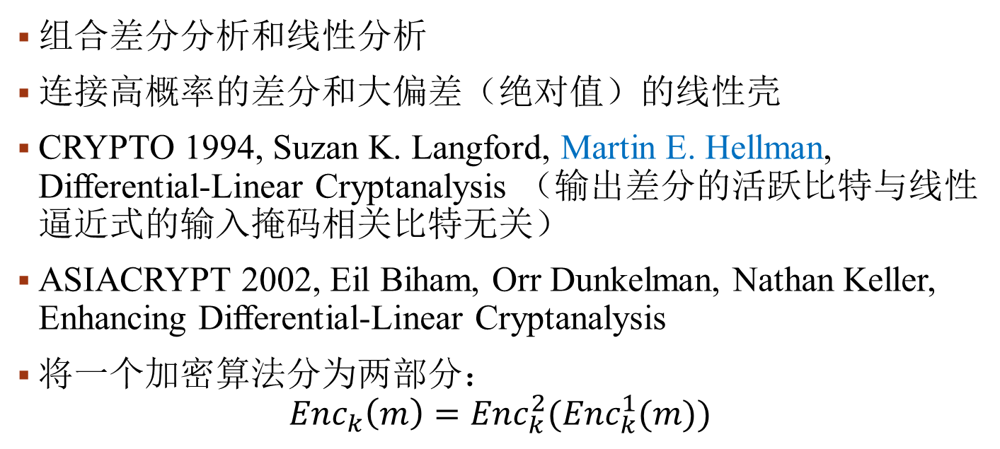 ▪ 组合差分分析和线性分析
▪ 连接高概率的差分和大偏差（绝对值）的线性壳
▪ CRYPTO 1994, Suzan K. Langford, Martin E. Hellman,
Differential-Linear Cryptanalysis （输出差分的活跃比特与线性
逼近式的输入掩码相关比特无关）
▪ ASIACRYPT 2002, Eil Biham, Orr Dunkelman, Nathan Keller,
Enhancing Differential-Linear Cryptanalysis
▪ 将一个加密算法分为两部分：
$Enc_k(m) = Enc_k^2(Enc_k^1(m))$